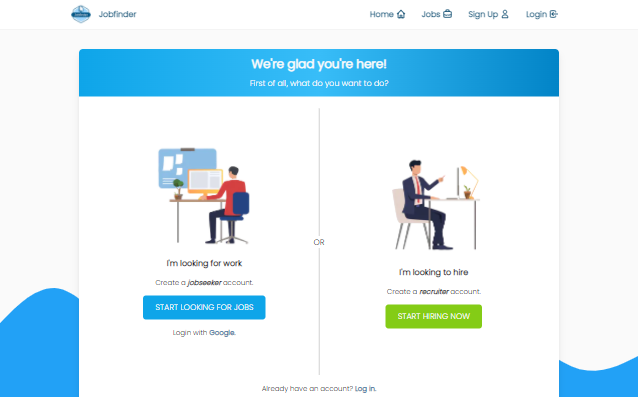 Jobfinder
Home Jobs Sign Up Login
We're glad you're here!
First of all, what do you want to do?
I'm looking for work
Create a jobseeker account.
START LOOKING FOR JOBS
Login with Google.
OR
I'm looking to hire
Create a recruiter account.
START HIRING NOW
Already have an account? Log in.